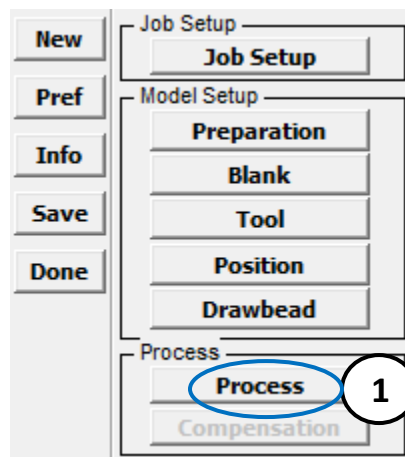 New
Pref
Info
Save
Done
Job Setup
Job Setup
Model Setup
Preparation
Blank
Tool
Position
Drawbead
Process
Process
1
Compensation